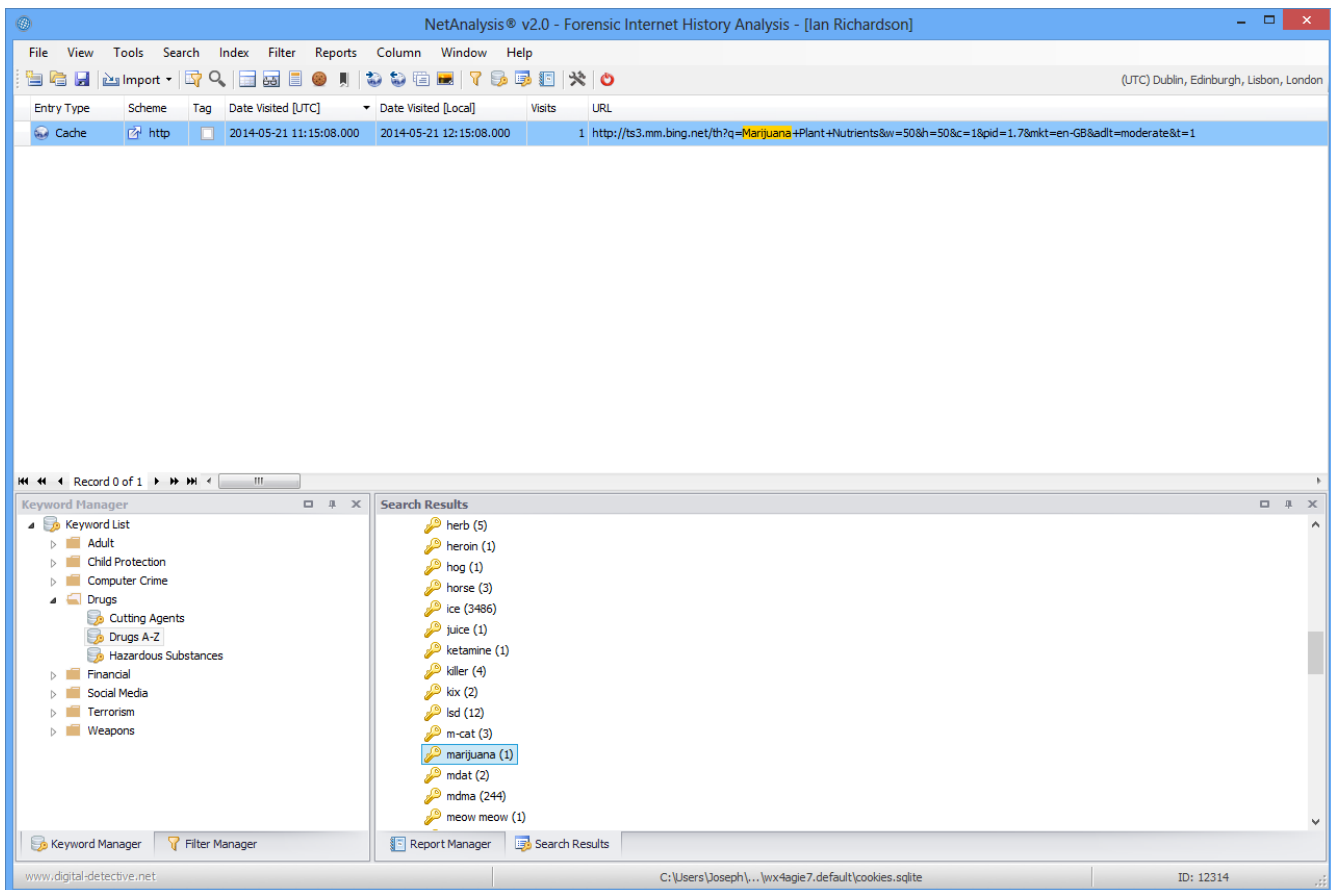 NetAnalysis® v2.0 - Forensic Internet History Analysis - [Ian Richardson]
File View Tools Search Index Filter Reports Column Window Help
Import (UTC) Dublin, Edinburgh, Lisbon, London
Entry Type Scheme Tag Date Visited [UTC] Date Visited [Local] Visits URL
Cache http 2014-05-21 11:15:08.000 2014-05-21 12:15:08.000 1 http://ts3.mm.bing.net/th?q=Marijuana+Plant+Nutrients&w=50&h=50&c=1&pid=1.7&mkt=en-GB&adlt=moderate&t=1
Record 0 of 1
Keyword Manager
Keyword List
Adult
Child Protection
Computer Crime
Drugs
Cutting Agents
Drugs A-Z
Hazardous Substances
Financial
Social Media
Terrorism
Weapons
Keyword Manager Filter Manager
Search Results
herb (5)
heroin (1)
hog (1)
horse (3)
ice (3486)
juice (1)
ketamine (1)
killer (4)
kix (2)
lsd (12)
m-cat (3)
marijuana (1)
mdat (2)
mdma (244)
meow meow (1)
Report Manager Search Results
www.digital-detective.net C:\Users\Joseph\...\wx4agie7.default\cookies.sqlite ID: 12314